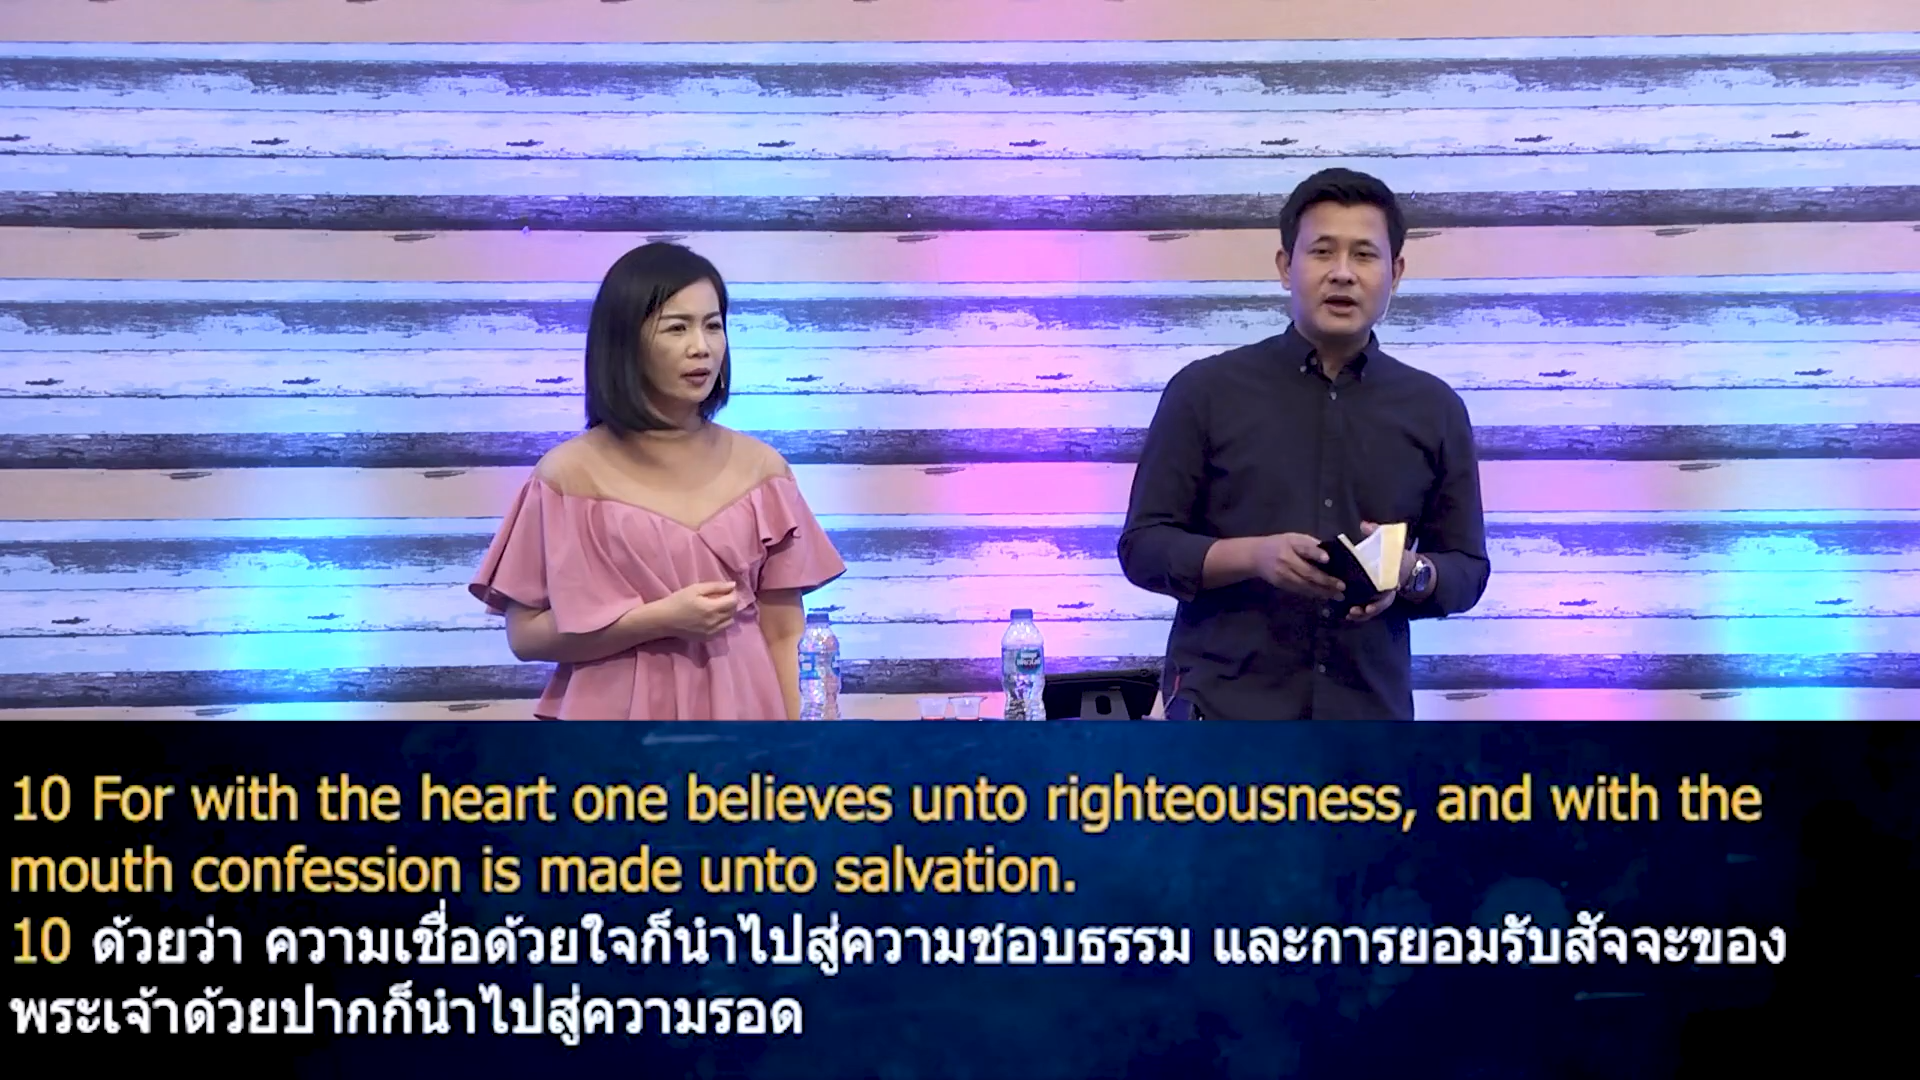 10 For with the heart one believes unto righteousness, and with the
mouth confession is made unto salvation.
10 ด้วยว่า ความเชื่อด้วยใจก็นำไปสู่ความชอบธรรม และการยอมรับสัจจะของ
พระเจ้าด้วยปากก็นำไปสู่ความรอด